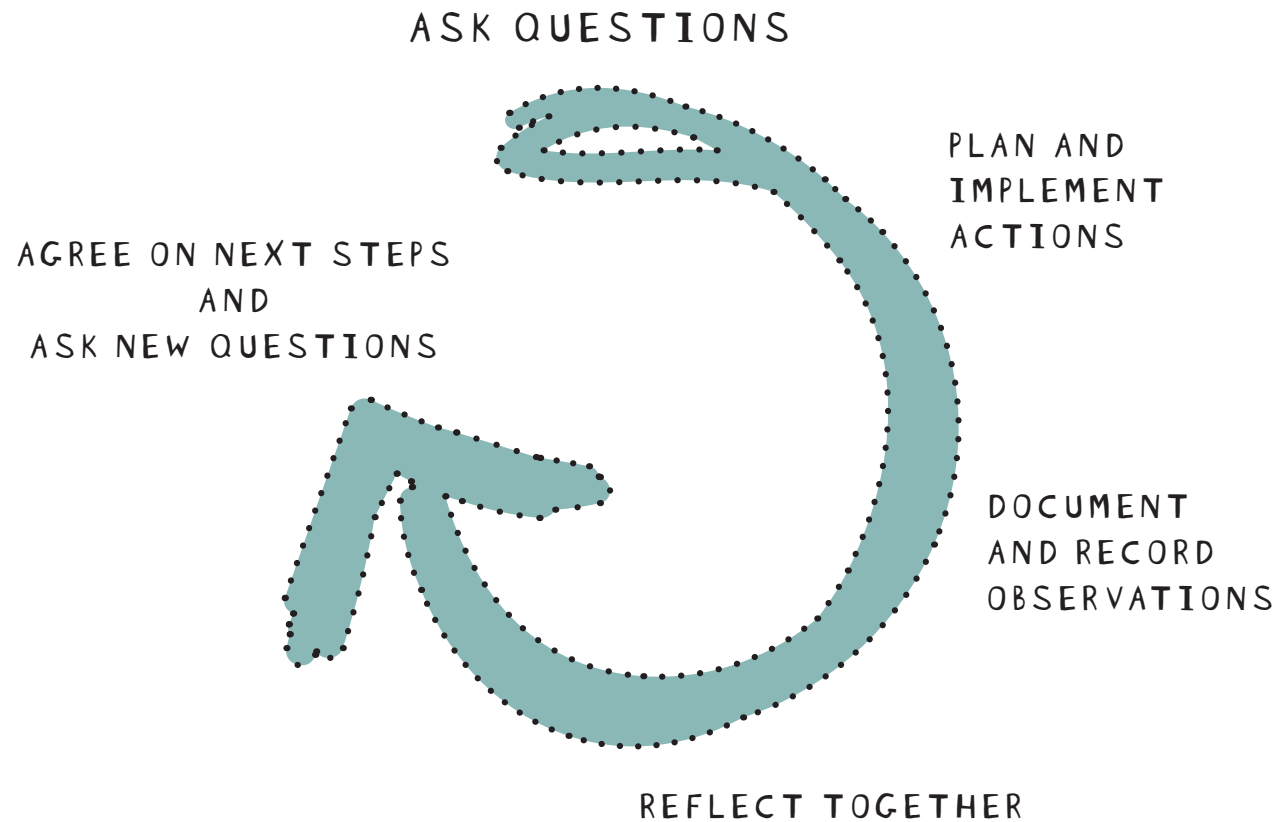 ASK QUESTIONS
PLAN AND
IMPLEMENT
ACTIONS
DOCUMENT
AND RECORD
OBSERVATIONS
REFLECT TOGETHER
AGREE ON NEXT STEPS
AND
ASK NEW QUESTIONS